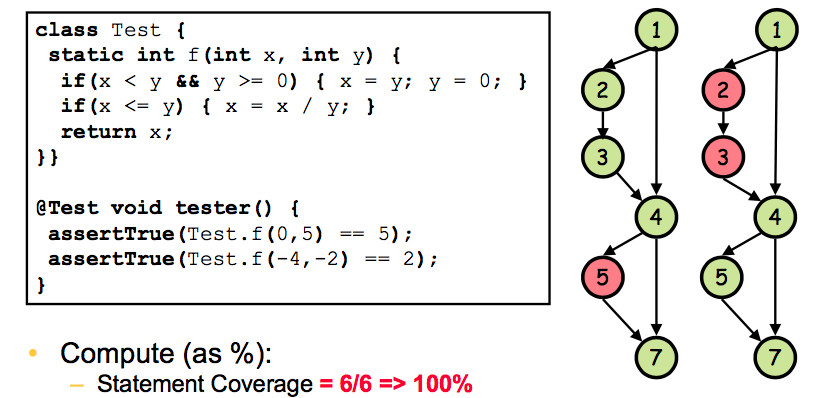 class Test {
static int f(int x, int y) {
if(x < y && y >= 0) { x = y; y = 0; }
if(x <= y) { x = x / y; }
return x;
}}
@Test void tester() {
assertTrue(Test.f(0,5) == 5);
assertTrue(Test.f(-4,-2) == 2);
}
• Compute (as %):
– Statement Coverage = 6/6 => 100%
1
2
3
4
5
7
1
2
3
4
5
7